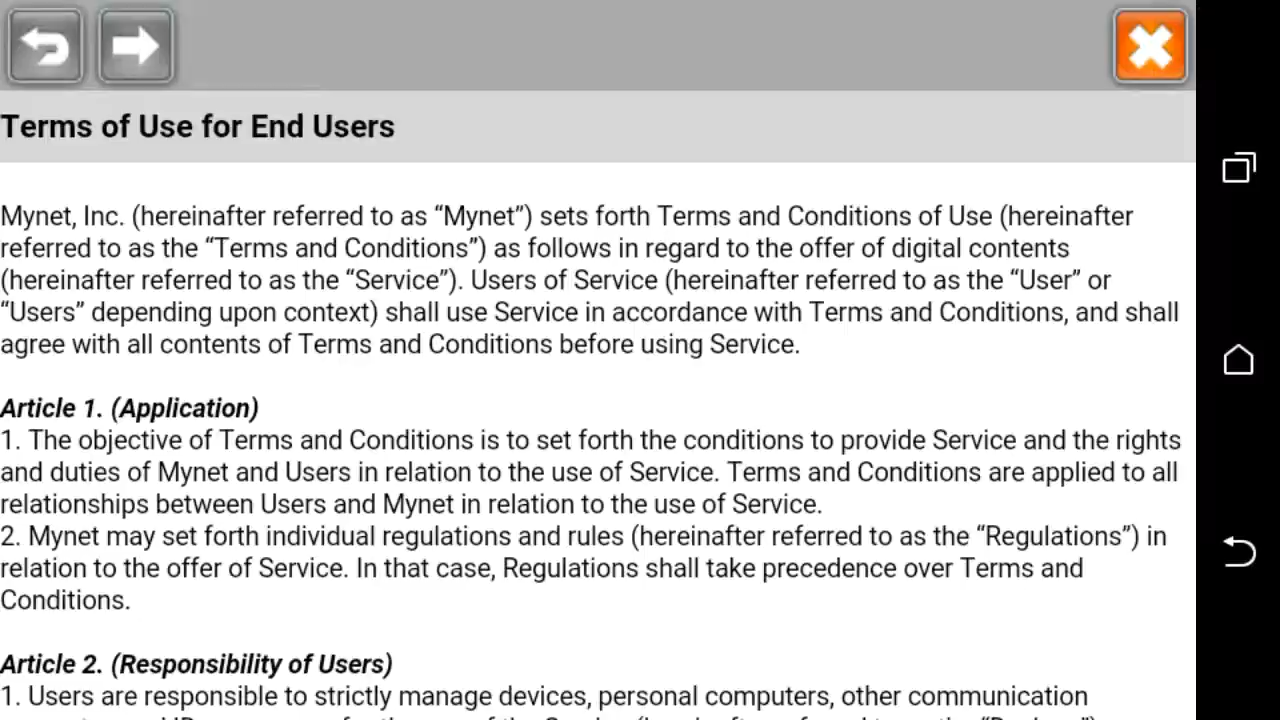 Terms of Use for End Users
Mynet, Inc. (hereinafter referred to as “Mynet”) sets forth Terms and Conditions of Use (hereinafter
referred to as the “Terms and Conditions”) as follows in regard to the offer of digital contents
(hereinafter referred to as the “Service”). Users of Service (hereinafter referred to as the “User” or
“Users” depending upon context) shall use Service in accordance with Terms and Conditions, and shall
agree with all contents of Terms and Conditions before using Service.
Article 1. (Application)
1. The objective of Terms and Conditions is to set forth the conditions to provide Service and the rights
and duties of Mynet and Users in relation to the use of Service. Terms and Conditions are applied to all
relationships between Users and Mynet in relation to the use of Service.
2. Mynet may set forth individual regulations and rules (hereinafter referred to as the “Regulations”) in
relation to the offer of Service. In that case, Regulations shall take precedence over Terms and
Conditions.
Article 2. (Responsibility of Users)
1. Users are responsible to strictly manage devices, personal computers, other communication